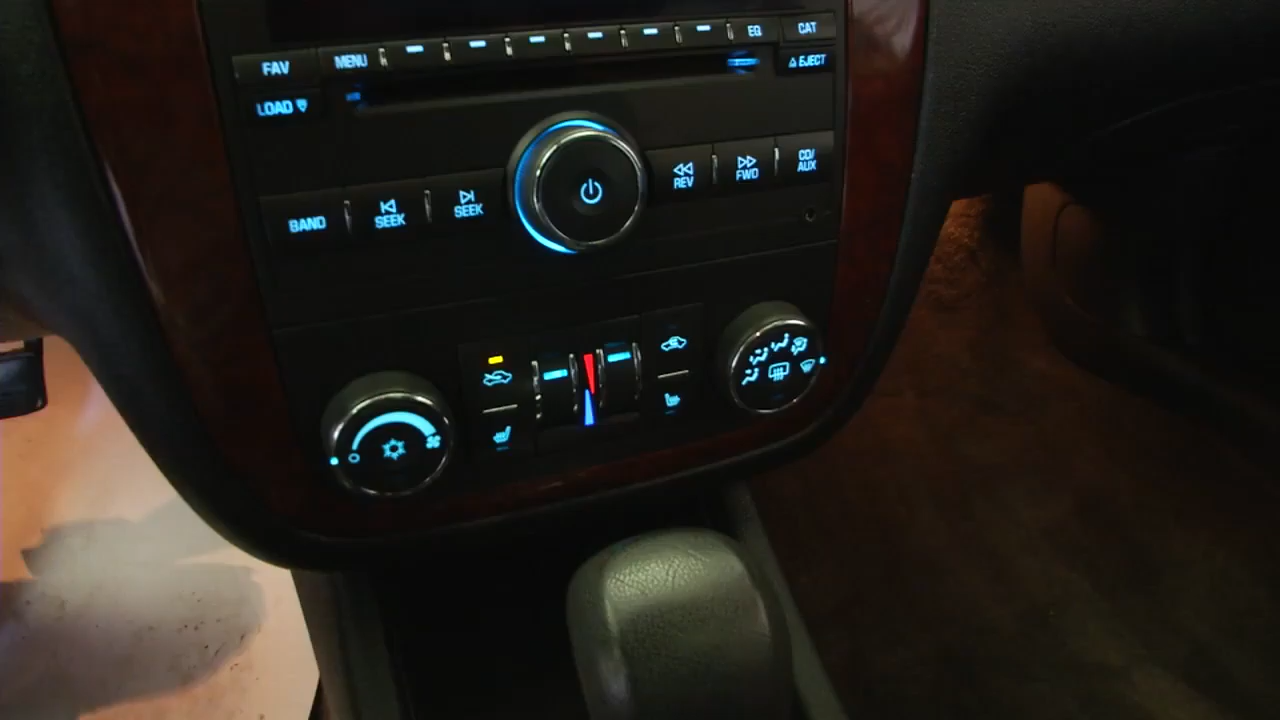 FAV
MENU
EQ
CAT
LOAD
EJECT
BAND
SEEK
SEEK
REV
FWD
CD/
AUX